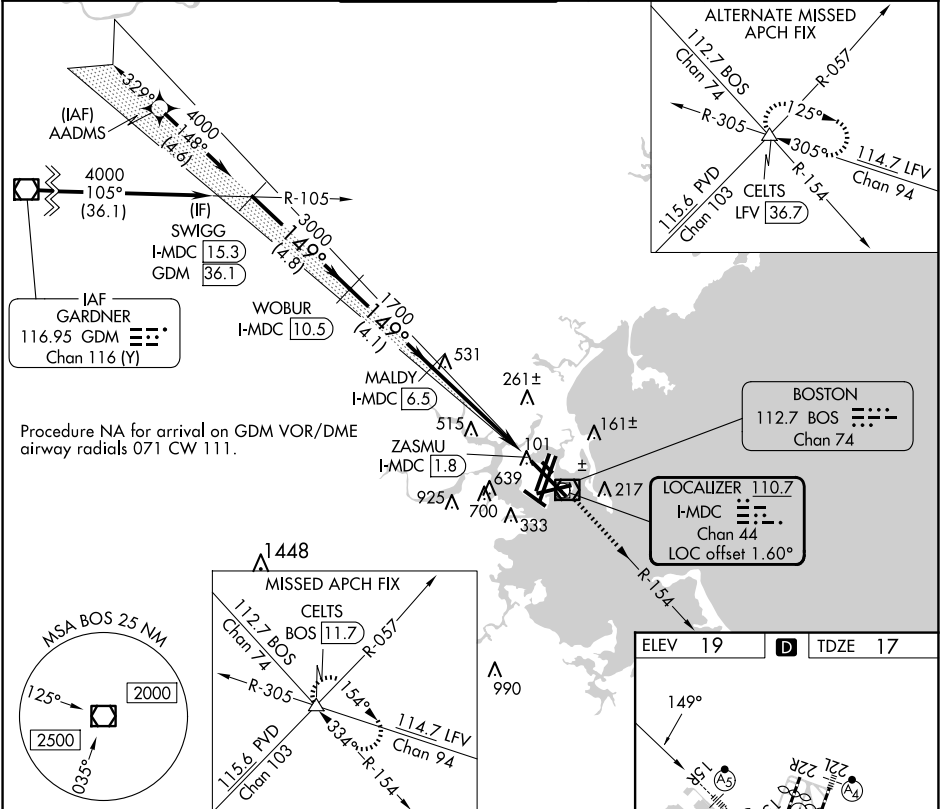 ALTERNATE MISSED
APCH FIX
112.7 BOS
Chan 74
R-057
R-305
125°
305°
114.7 LFV
Chan 94
115.6 PVD
Chan 103
CELTS
LFV 36.7
R-154
329°
(IAF)
AADMS
4000
148°
(4.6)
4000
105°
(36.1)
R-105
(IF)
SWIGG
I-MDC 15.3
GDM 36.1
3000
149°
(4.8)
IAF
GARDNER
116.95 GDM
Chan 116 (Y)
WOBUR
I-MDC 10.5
1700
149°
(4.1)
531
MALDY
I-MDC 6.5
261±
515
161±
BOSTON
112.7 BOS
Chan 74
Procedure NA for arrival on GDM VOR/DME
airway radials 071 CW 111.
ZASMU
I-MDC 1.8
101
±
639
925
700
217
333
LOCALIZER 110.7
I-MDC
Chan 44
LOC offset 1.60°
R-154
1448
MISSED APCH FIX
CELTS
BOS 11.7
112.7 BOS
Chan 74
R-057
R-305
154°
334°
114.7 LFV
Chan 94
115.6 PVD
Chan 103
R-154
990
MSA BOS 25 NM
125°
2000
2500
035°
ELEV 19
D
TDZE 17
149°
15R
A5
22R
22L
A4